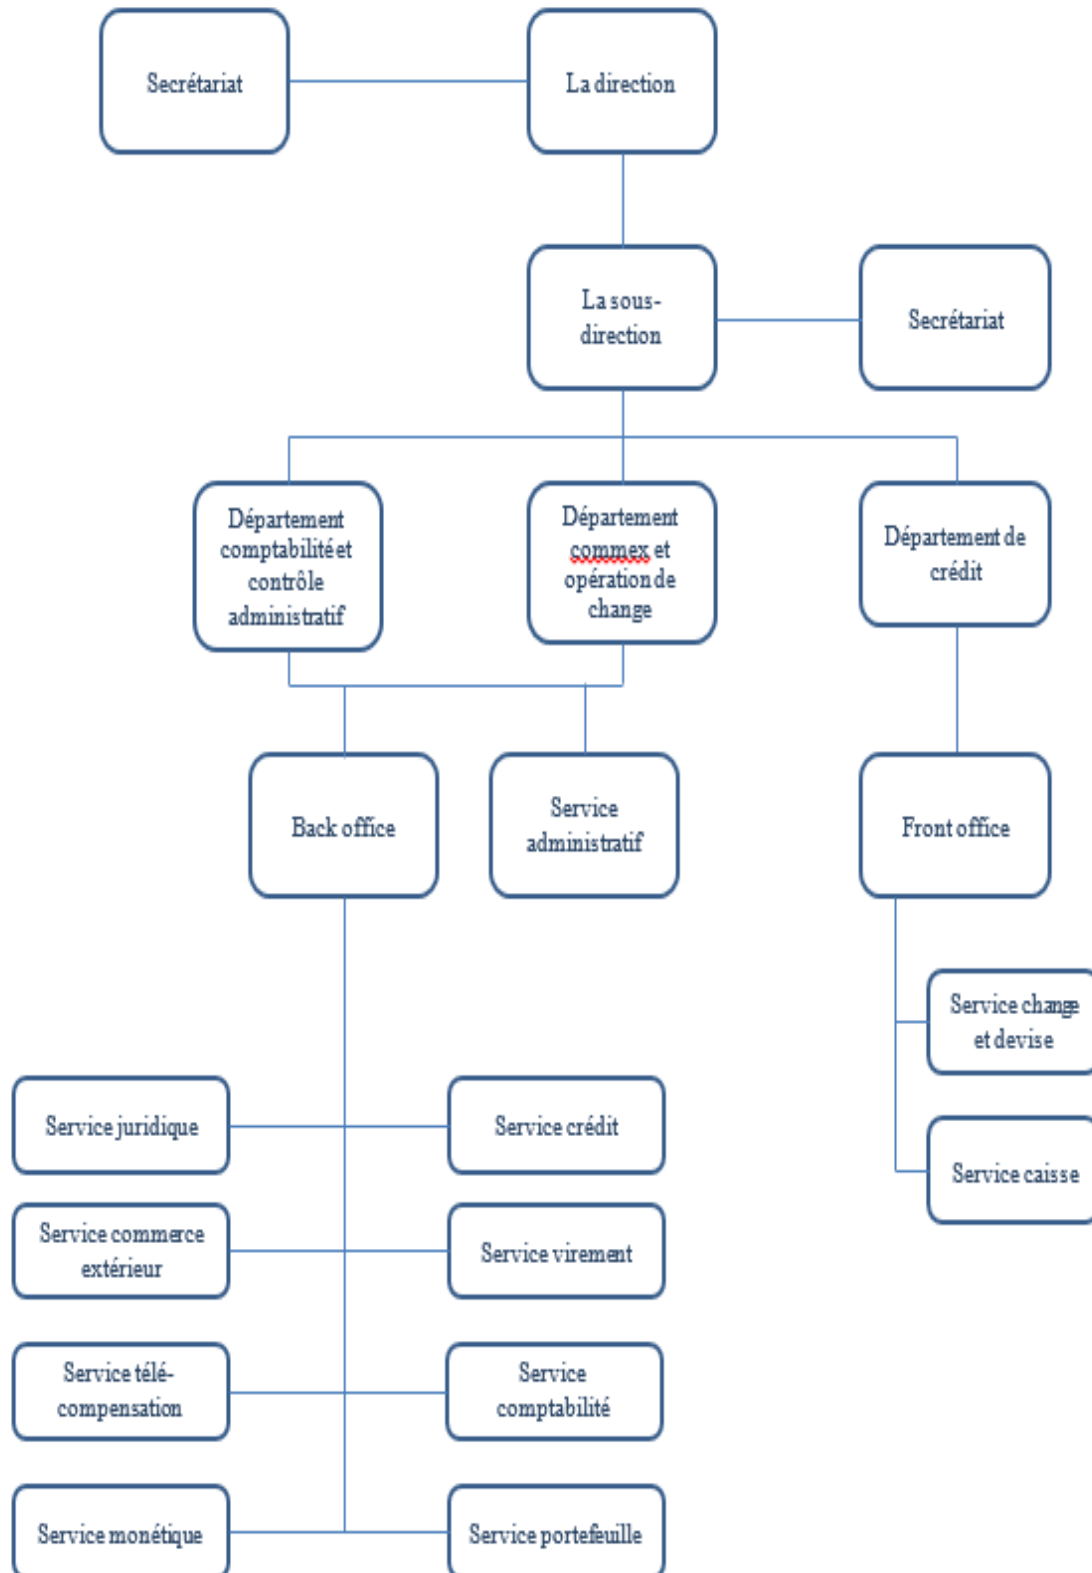 Secrétariat
La direction
La sous-
direction
Secrétariat
Département
comptabilité et
contrôle
administratif
Département
commex et
opération de
change
Département de
crédit
Back office
Service
administratif
Front office
Service change
et devise
Service caisse
Service juridique
Service crédit
Service commerce
extérieur
Service virement
Service télé-
compensation
Service
comptabilité
Service monétique
Service portefeuille